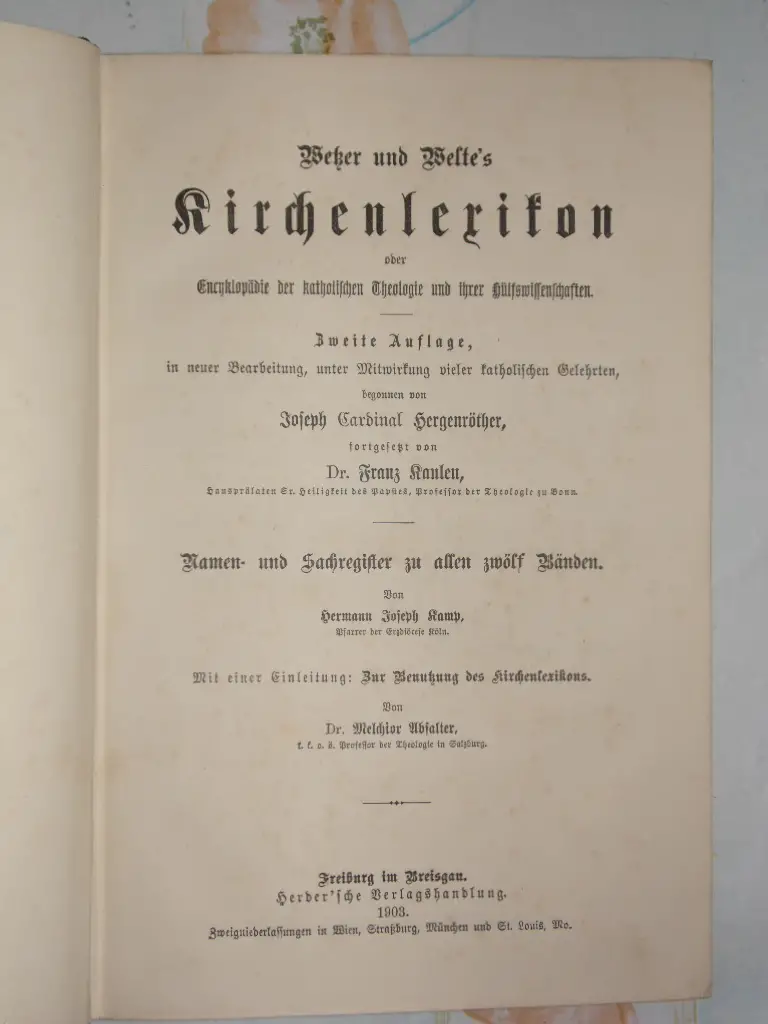 Wetzer und Welte's
Kirchenlexikon
oder
Encyklopädie der katholischen Theologie und ihrer Hülfswissenschaften.
Zweite Auflage,
in neuer Bearbeitung, unter Mitwirkung vieler katholischen Gelehrten,
begonnen von
Joseph Cardinal Hergenröther,
fortgesetzt von
Dr. Franz Kaulen,
Hausprälaten Sr. Heiligkeit des Papstes, Professor der Theologie zu Bonn.
Namen- und Sachregister zu allen zwölf Bänden.
Von
Hermann Joseph Kamp,
Pfarrer der Erzdiöcese Köln.
Mit einer Einleitung: Zur Benutzung des Kirchenlexikons.
Von
Dr. Melchior Abfalter,
k. k. o. ö. Professor der Theologie in Salzburg.
Freiburg im Breisgau.
Herder'sche Verlagshandlung.
1903.
Zweigniederlassungen in Wien, Straßburg, München und St. Louis, Mo.